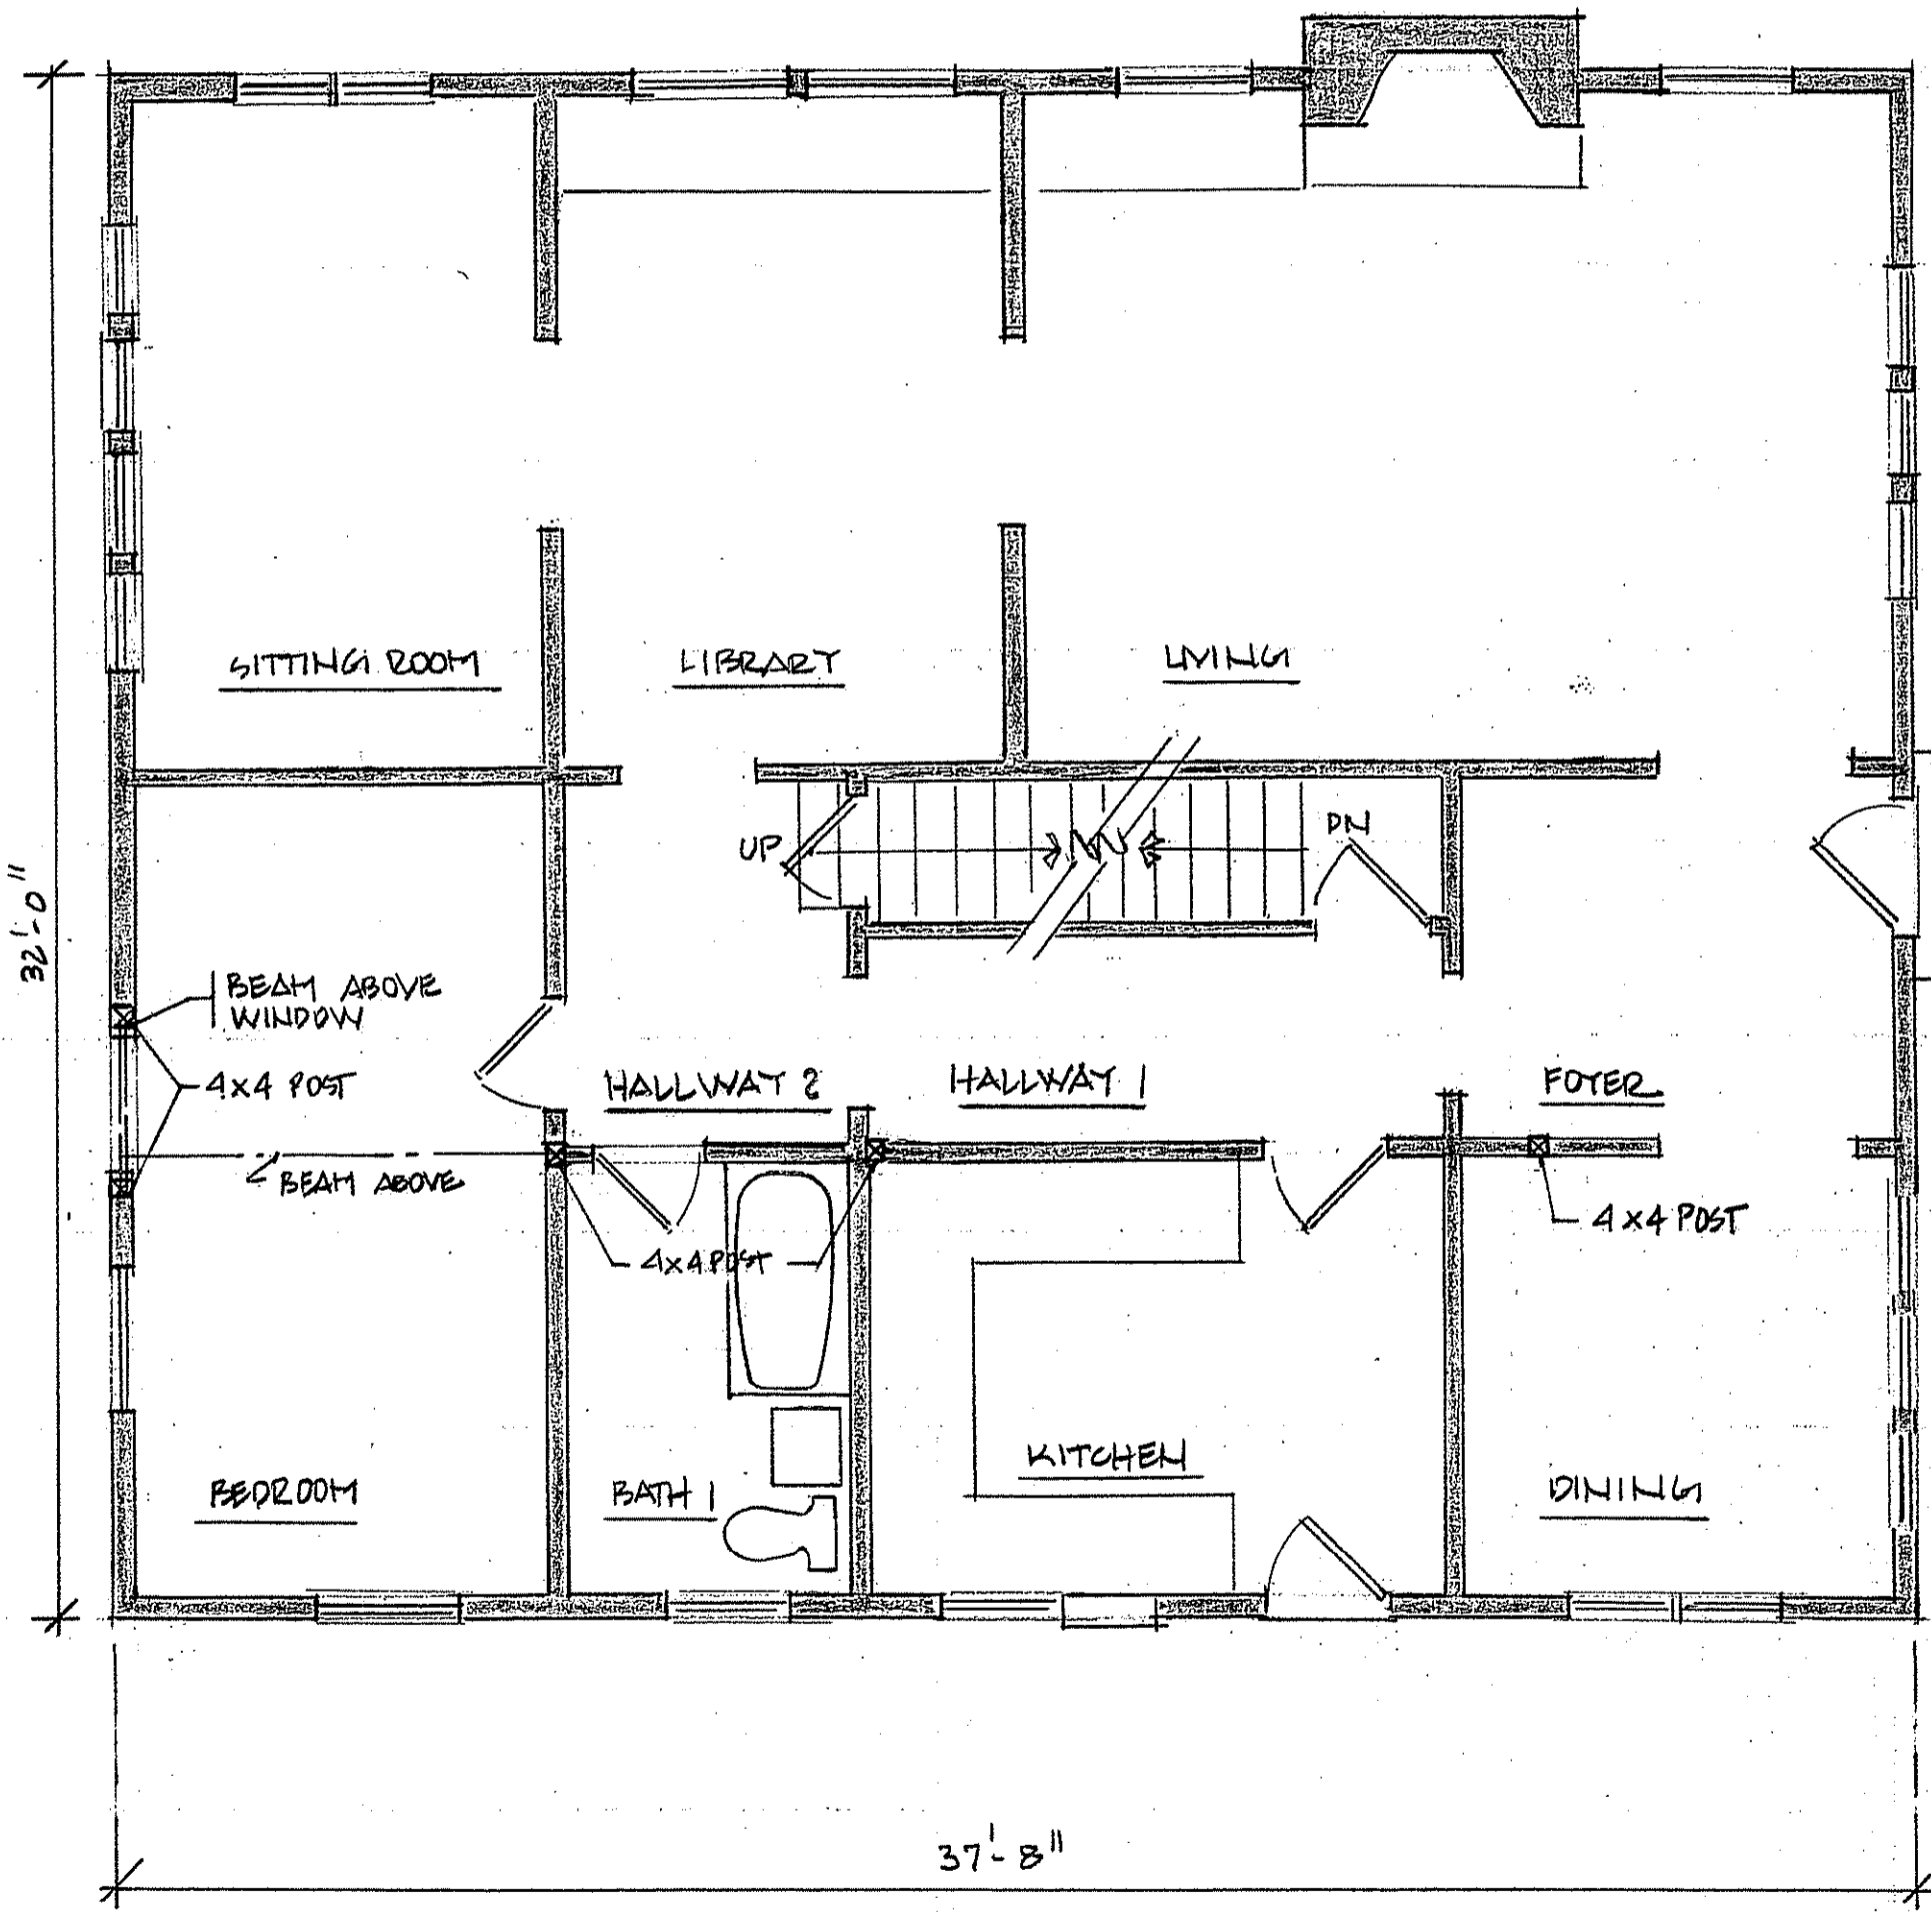 SITTING ROOM
LIBRARY
LIVING
UP
DN
32'-0"
BEAM ABOVE
WINDOW
4x4 POST
HALLWAY 2
HALLWAY 1
FOYER
BEAM ABOVE
4x4 POST
4x4 POST
KITCHEN
BEDROOM
BATH 1
DINING
37'-8"